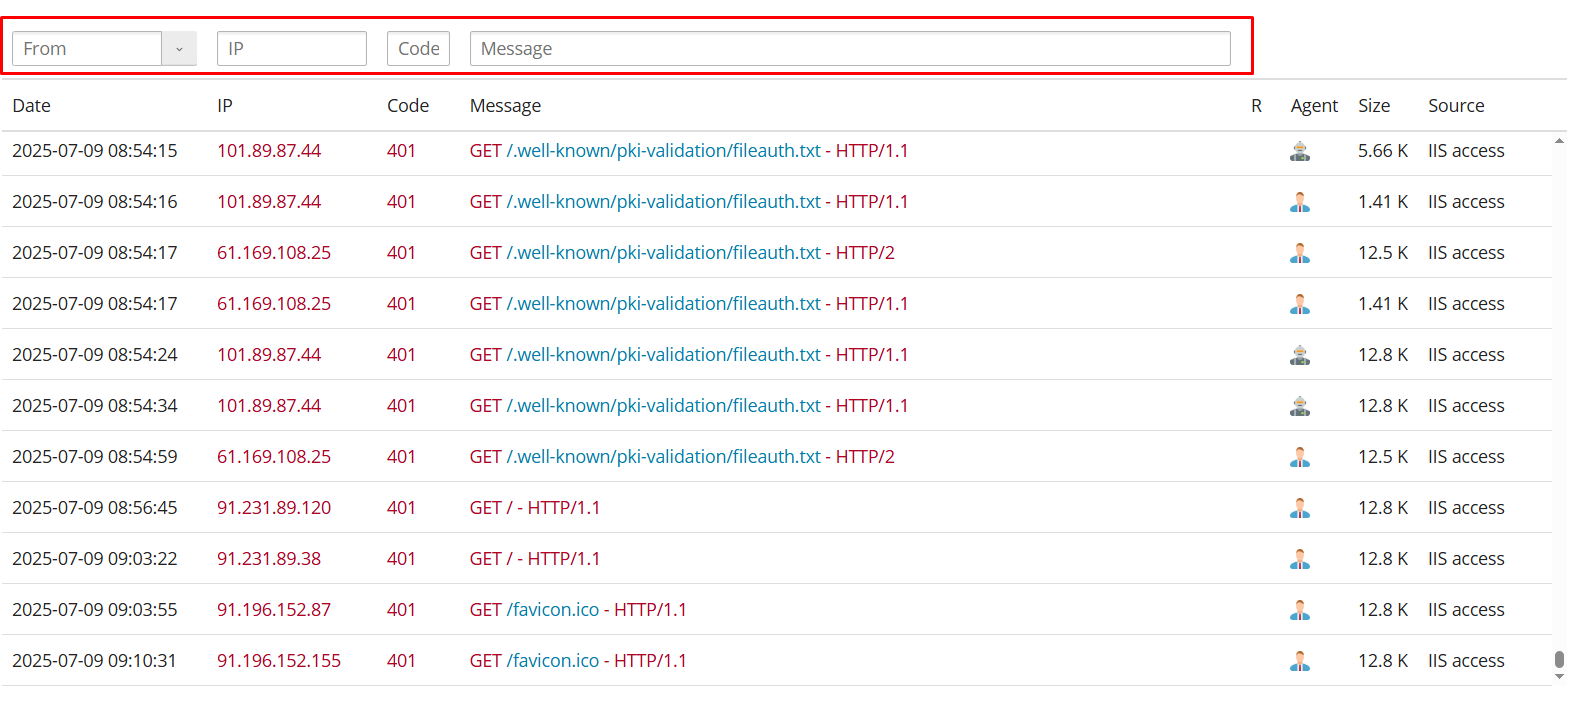 From IP Code Message
Date IP Code Message R Agent Size Source
2025-07-09 08:54:15 101.89.87.44 401 GET /.well-known/pki-validation/fileauth.txt - HTTP/1.1 5.66 K IIS access
2025-07-09 08:54:16 101.89.87.44 401 GET /.well-known/pki-validation/fileauth.txt - HTTP/1.1 1.41 K IIS access
2025-07-09 08:54:17 61.169.108.25 401 GET /.well-known/pki-validation/fileauth.txt - HTTP/2 12.5 K IIS access
2025-07-09 08:54:17 61.169.108.25 401 GET /.well-known/pki-validation/fileauth.txt - HTTP/1.1 1.41 K IIS access
2025-07-09 08:54:24 101.89.87.44 401 GET /.well-known/pki-validation/fileauth.txt - HTTP/1.1 12.8 K IIS access
2025-07-09 08:54:34 101.89.87.44 401 GET /.well-known/pki-validation/fileauth.txt - HTTP/1.1 12.8 K IIS access
2025-07-09 08:54:59 61.169.108.25 401 GET /.well-known/pki-validation/fileauth.txt - HTTP/2 12.5 K IIS access
2025-07-09 08:56:45 91.231.89.120 401 GET / - HTTP/1.1 12.8 K IIS access
2025-07-09 09:03:22 91.231.89.38 401 GET / - HTTP/1.1 12.8 K IIS access
2025-07-09 09:03:55 91.196.152.87 401 GET /favicon.ico - HTTP/1.1 12.8 K IIS access
2025-07-09 09:10:31 91.196.152.155 401 GET /favicon.ico - HTTP/1.1 12.8 K IIS access